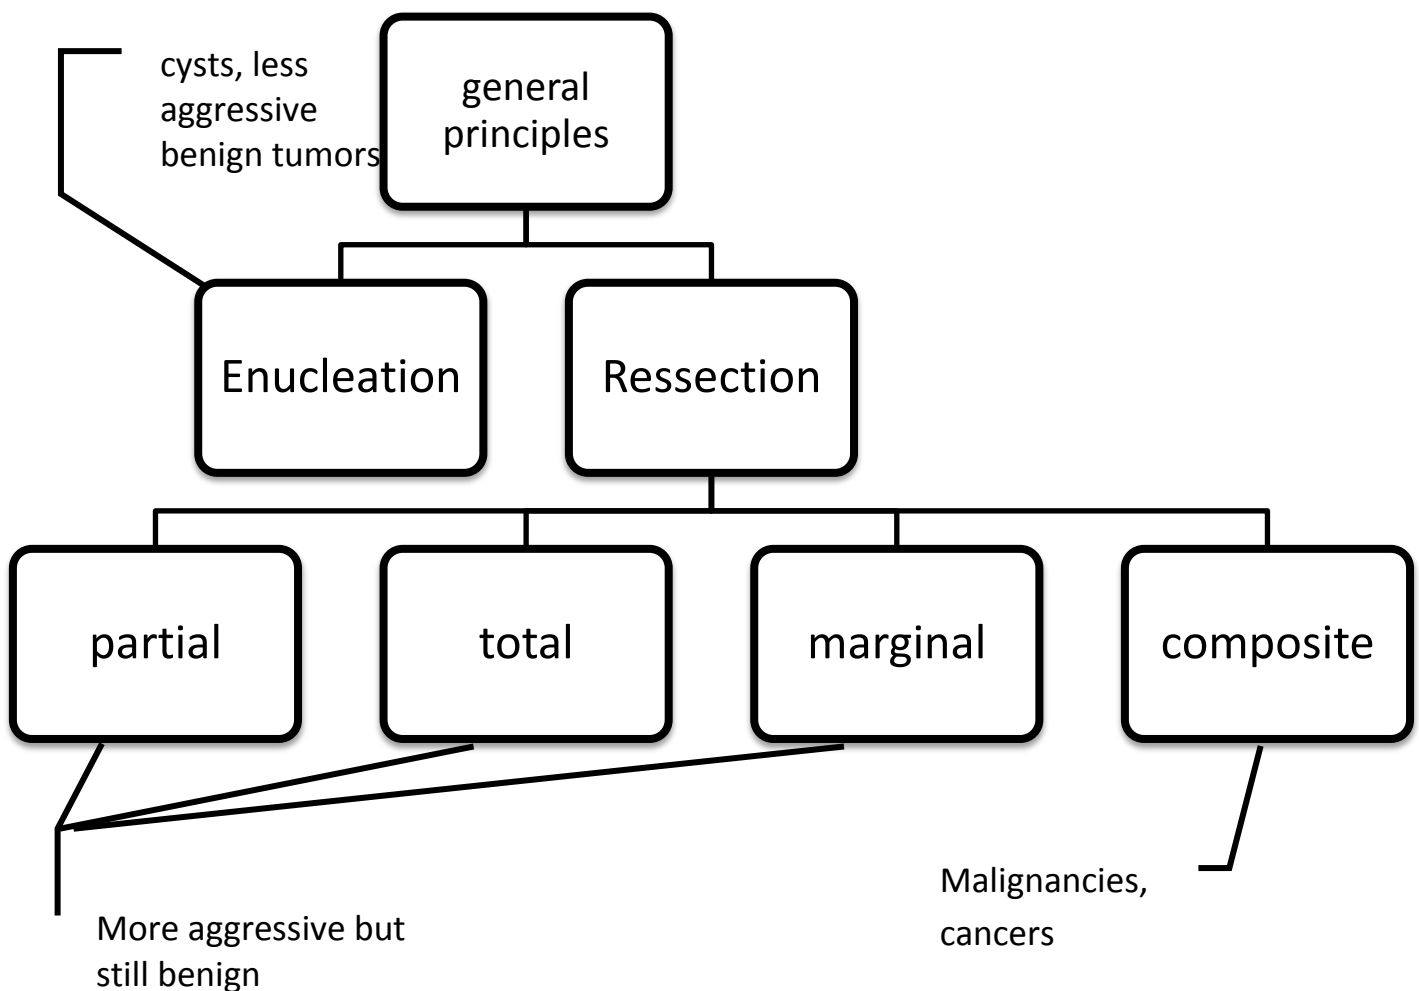 cysts, less
aggressive
benign tumors
general
principles
Enucleation
Ressection
partial
total
marginal
composite
More aggressive but
still benign
Malignancies,
cancers